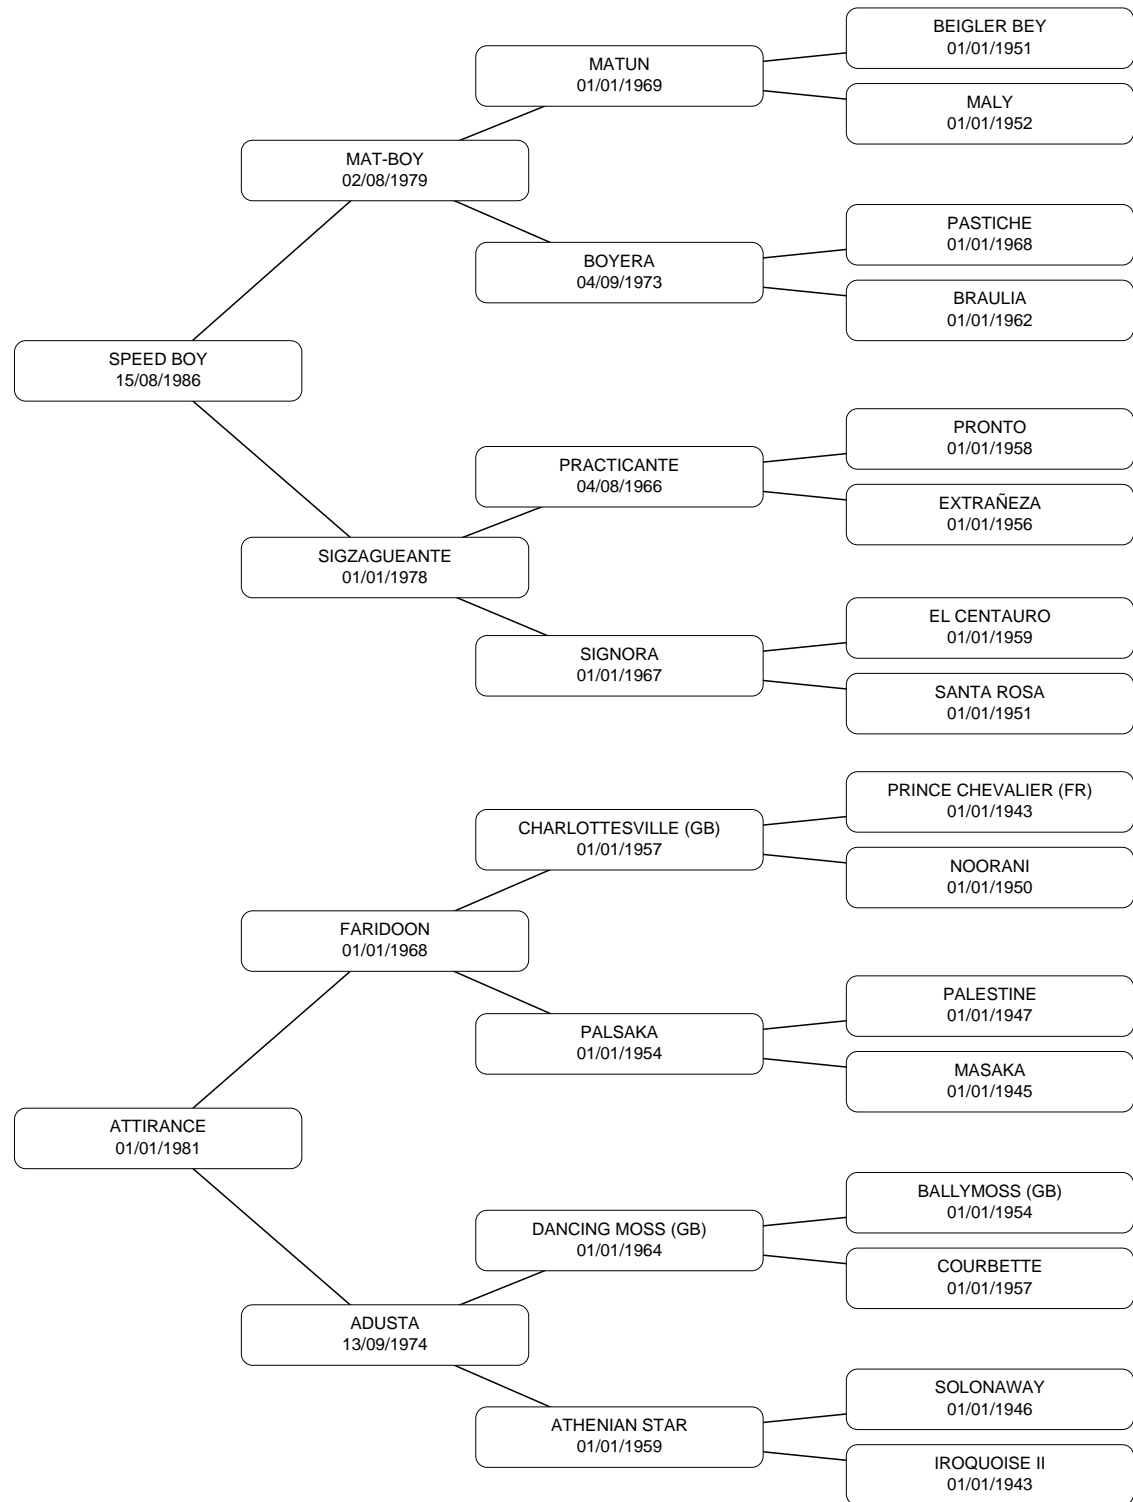 BEIGLER BEY
01/01/1951
MATUN
01/01/1969
MALY
01/01/1952
MAT-BOY
02/08/1979
PASTICHE
01/01/1968
BOYERA
04/09/1973
BRAULIA
01/01/1962
SPEED BOY
15/08/1986
PRONTO
01/01/1958
PRACTICANTE
04/08/1966
EXTRAÑEZA
01/01/1956
SIGZAGUEANTE
01/01/1978
EL CENTAURO
01/01/1959
SIGNORA
01/01/1967
SANTA ROSA
01/01/1951
PRINCE CHEVALIER (FR)
01/01/1943
CHARLOTTESVILLE (GB)
01/01/1957
NOORANI
01/01/1950
FARIDOON
01/01/1968
PALESTINE
01/01/1947
PALSAKA
01/01/1954
MASAKA
01/01/1945
ATTIRANCE
01/01/1981
BALLYMOSS (GB)
01/01/1954
DANCING MOSS (GB)
01/01/1964
COURBETTE
01/01/1957
ADUSTA
13/09/1974
SOLONAWAY
01/01/1946
ATHENIAN STAR
01/01/1959
IROQUOISE II
01/01/1943